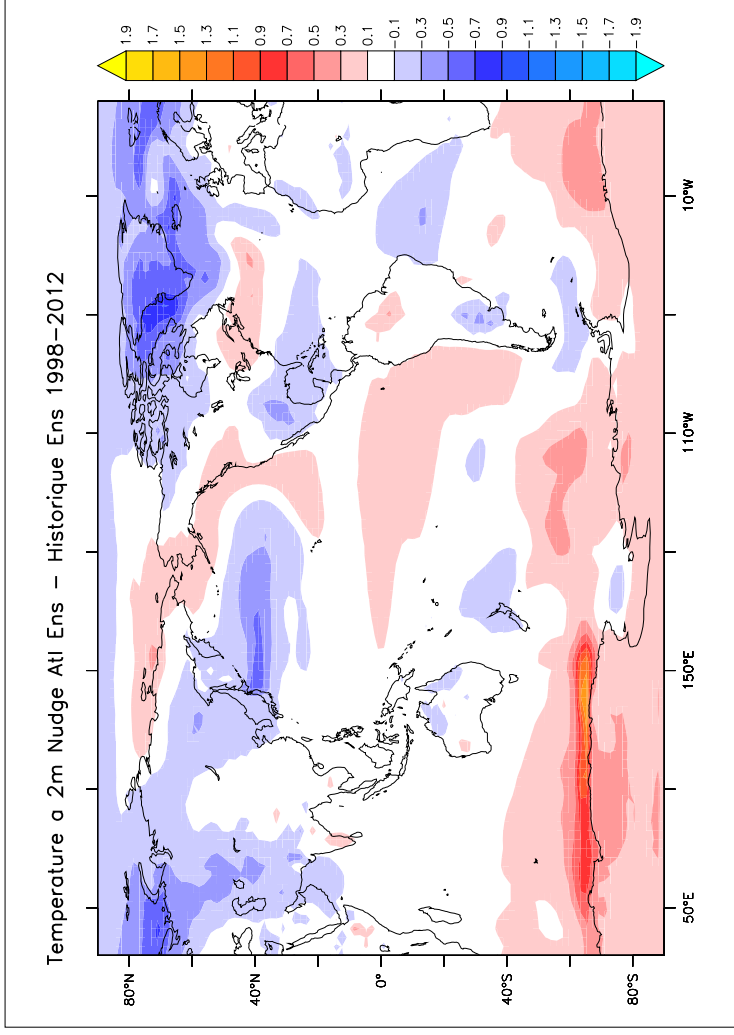 Temperature a 2m Nudge Atl Ens − Historique Ens 1998−2012
1.9
1.7
1.5
1.3
1.1
0.9
0.7
0.5
0.3
0.1
−0.1
−0.3
−0.5
−0.7
−0.9
−1.1
−1.3
−1.5
−1.7
−1.9
80°N
40°N
0°
40°S
80°S
50°E
150°E
110°W
10°W